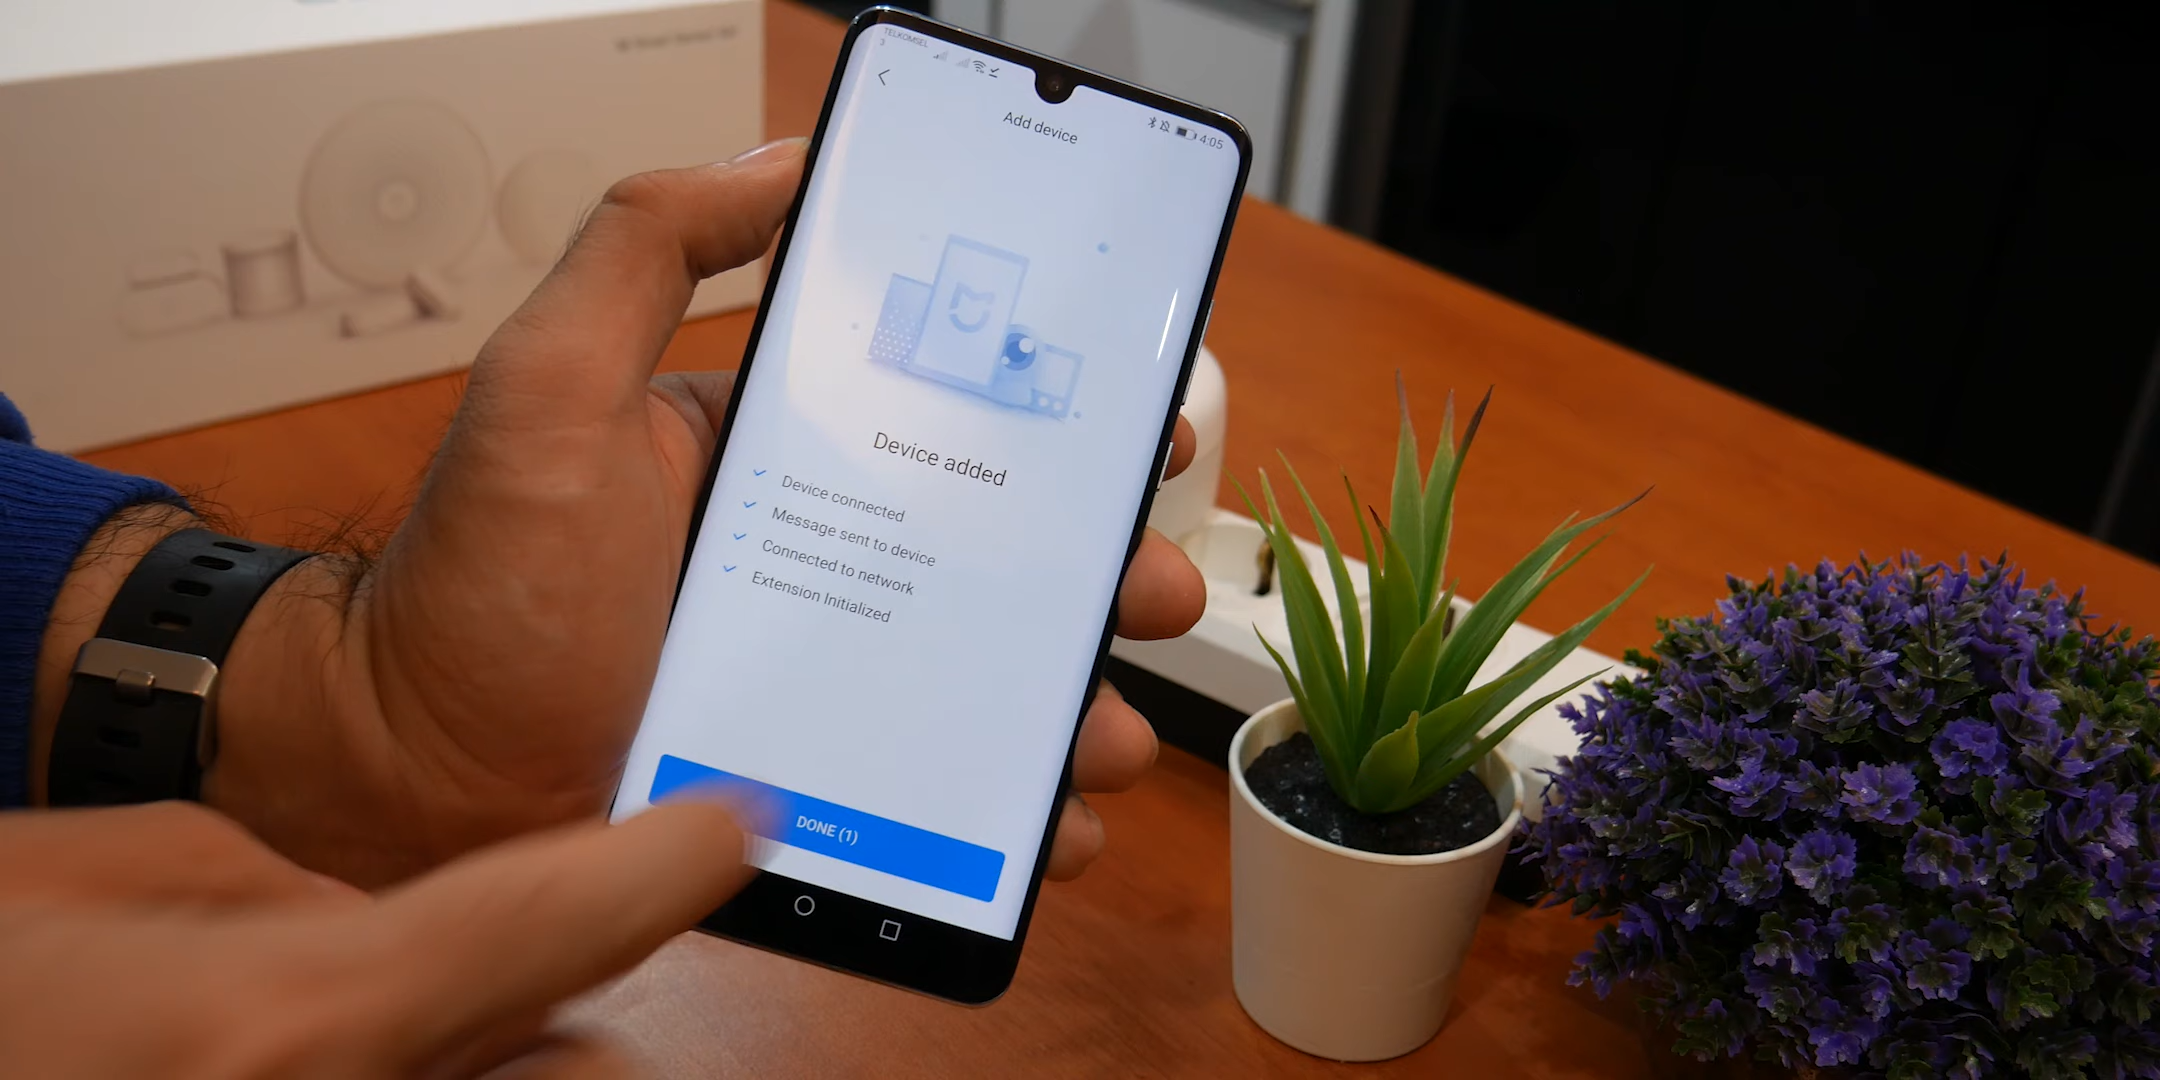 TELKOMSEL
3
4:05
Add device
Device added
Device connected
Message sent to device
Connected to network
Extension Initialized
DONE (1)